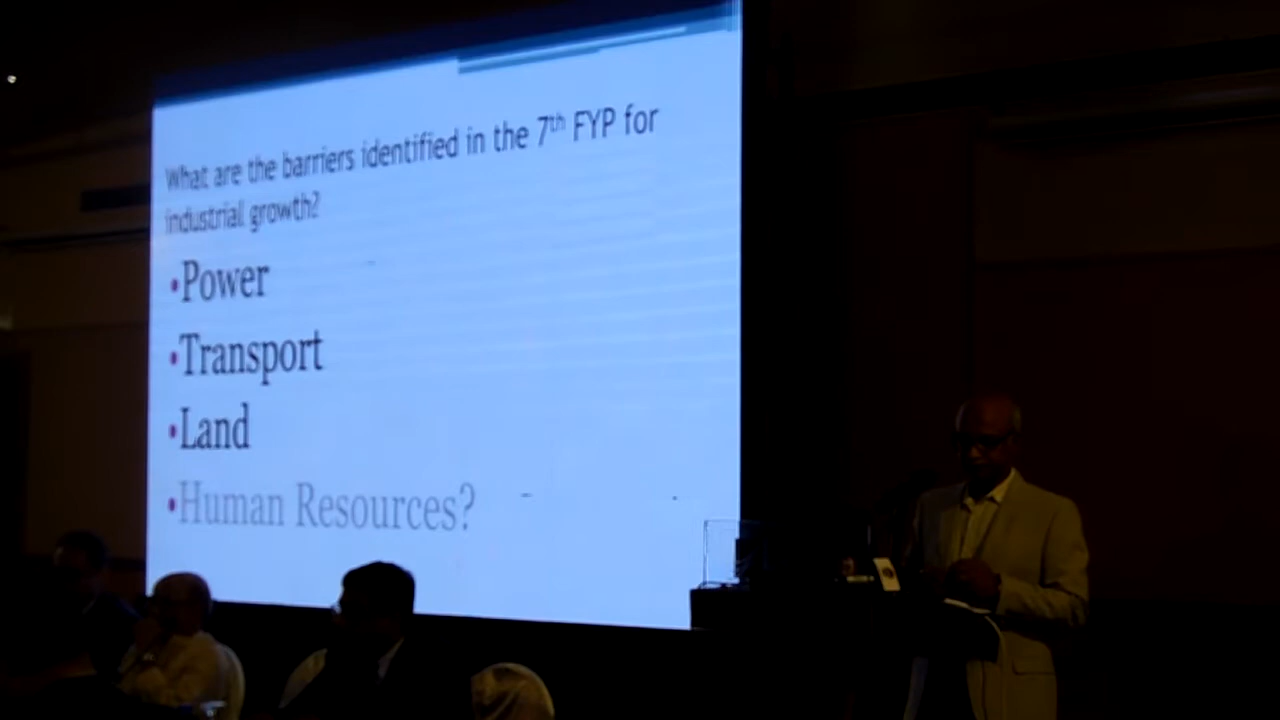 What are the barriers identified in the 7th FYP for
industrial growth?
•Power
•Transport
•Land
•Human Resources?